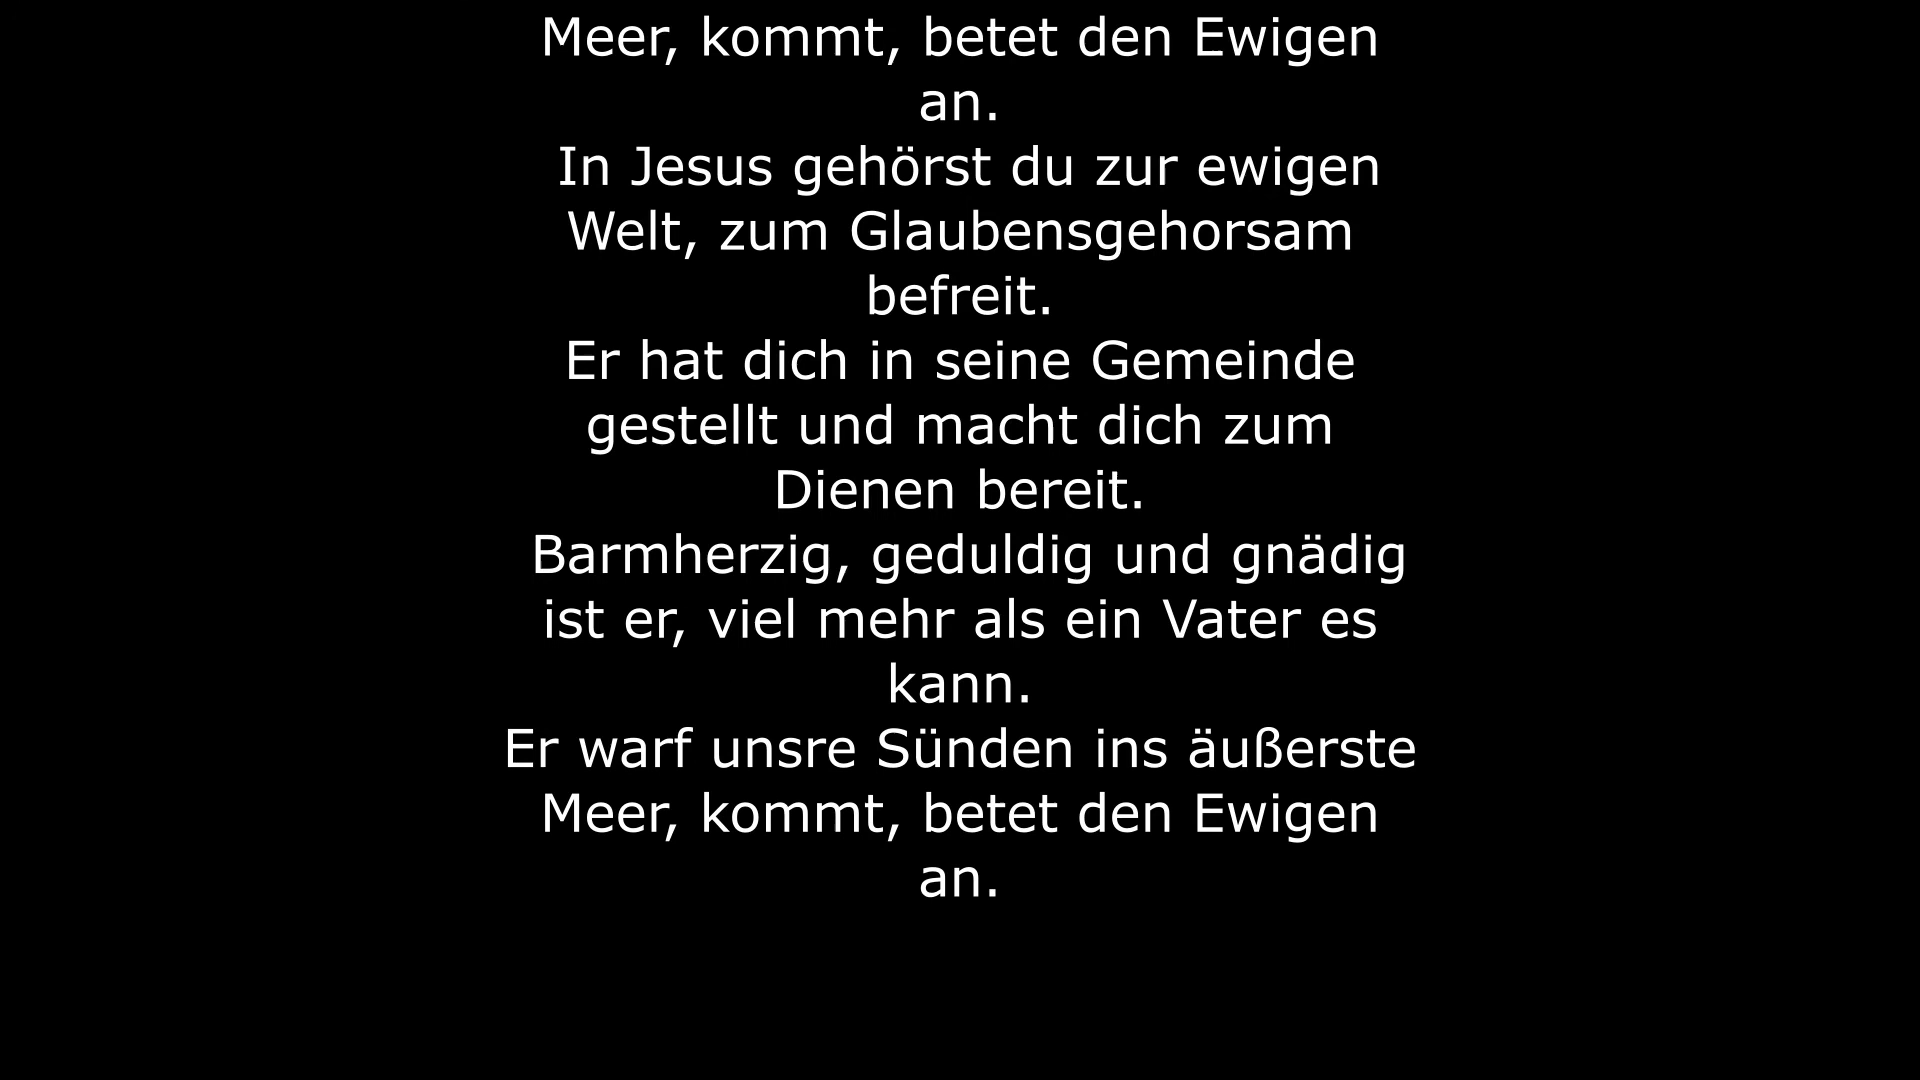 Meer, kommt, betet den Ewigen
an.
In Jesus gehörst du zur ewigen
Welt, zum Glaubensgehorsam
befreit.
Er hat dich in seine Gemeinde
gestellt und macht dich zum
Dienen bereit.
Barmherzig, geduldig und gnädig
ist er, viel mehr als ein Vater es
kann.
Er warf unsre Sünden ins äußerste
Meer, kommt, betet den Ewigen
an.